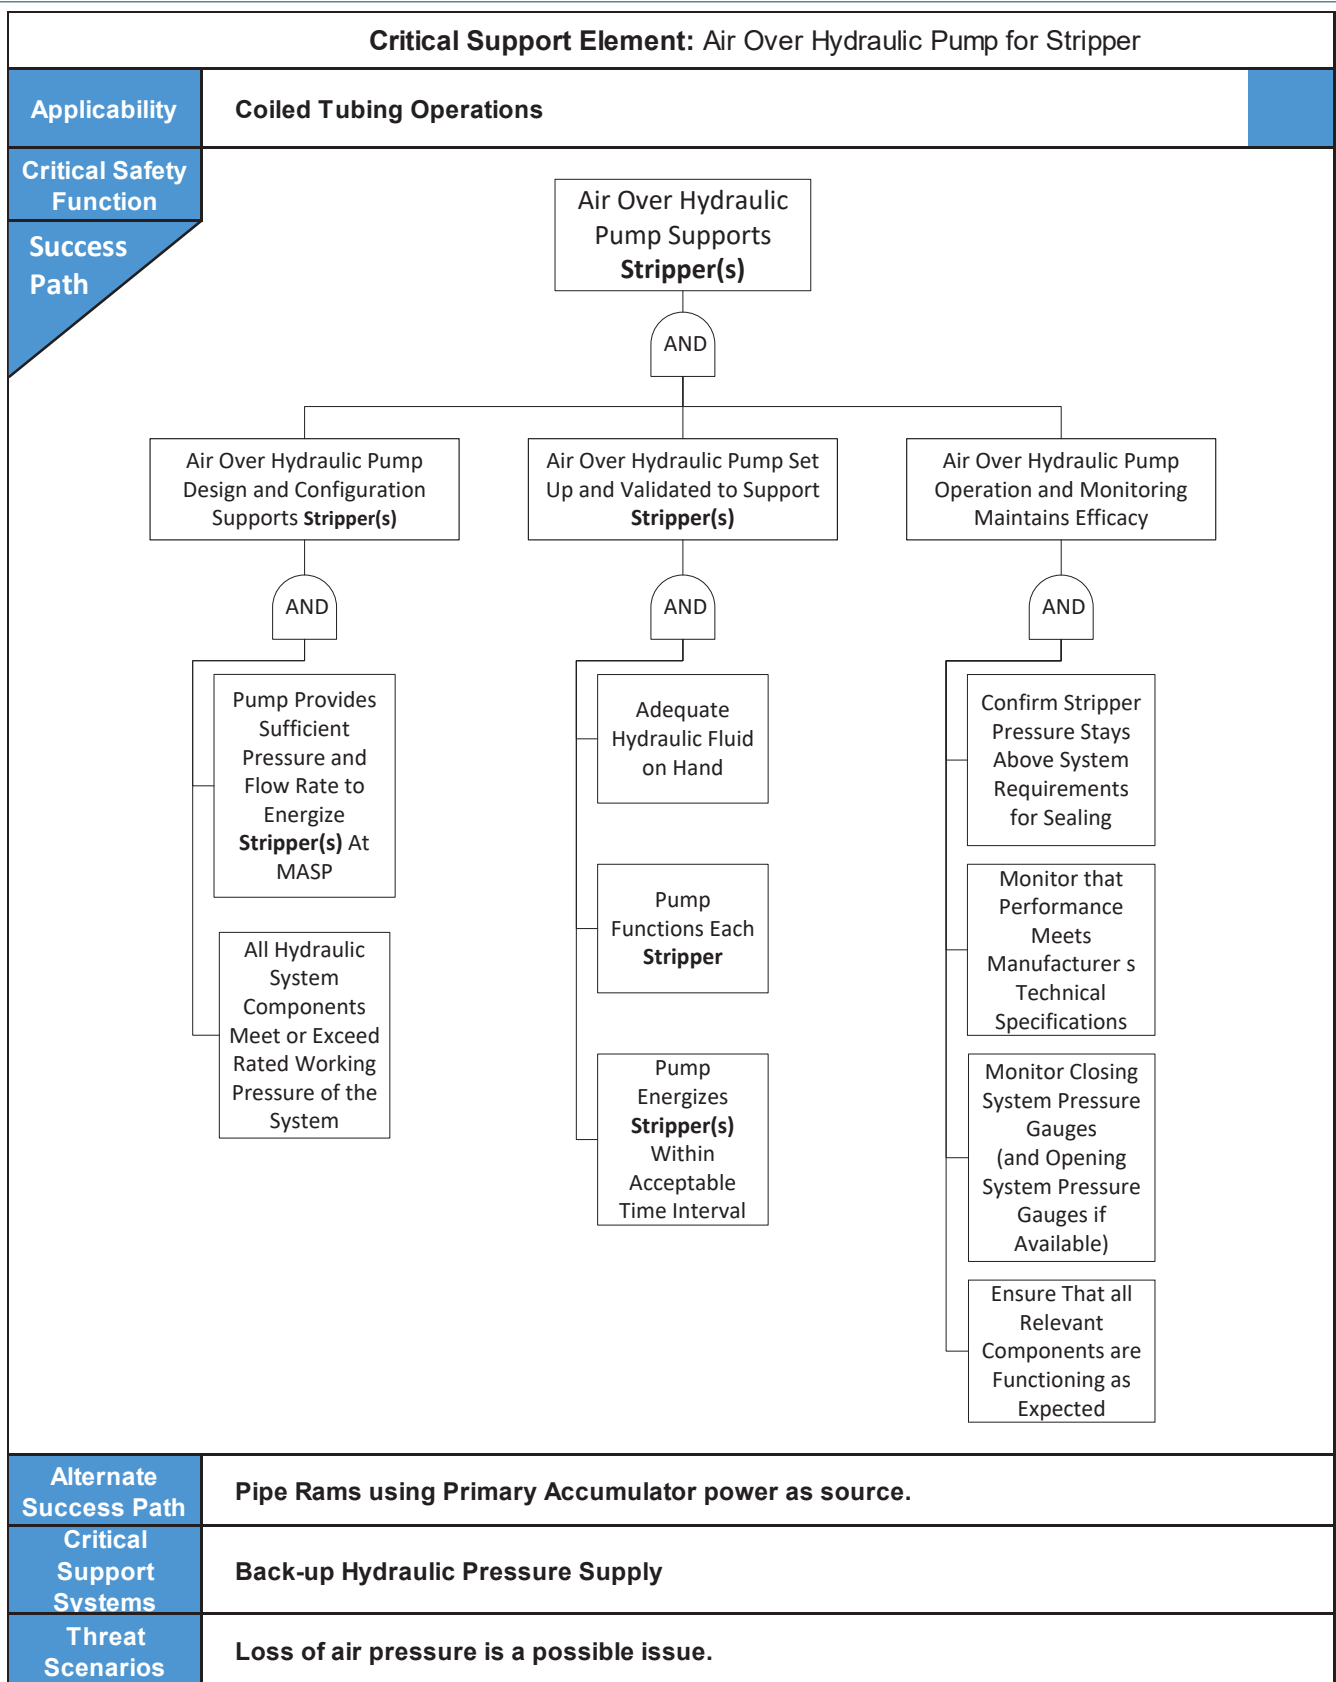 Critical Support Element: Air Over Hydraulic Pump for Stripper
Applicability
Coiled Tubing Operations
Critical Safety
Function
Success
Path
Air Over Hydraulic
Pump Supports
Stripper(s)
AND
Air Over Hydraulic Pump
Design and Configuration
Supports Stripper(s)
Air Over Hydraulic Pump Set
Up and Validated to Support
Stripper(s)
Air Over Hydraulic Pump
Operation and Monitoring
Maintains Efficacy
AND
AND
AND
Pump Provides
Sufficient
Pressure and
Flow Rate to
Energize
Stripper(s) At
MASP
All Hydraulic
System
Components
Meet or Exceed
Rated Working
Pressure of the
System
Adequate
Hydraulic Fluid
on Hand
Pump
Functions Each
Stripper
Pump
Energizes
Stripper(s)
Within
Acceptable
Time Interval
Confirm Stripper
Pressure Stays
Above System
Requirements
for Sealing
Monitor that
Performance
Meets
Manufacturer s
Technical
Specifications
Monitor Closing
System Pressure
Gauges
(and Opening
System Pressure
Gauges if
Available)
Ensure That all
Relevant
Components are
Functioning as
Expected
Alternate
Success Path
Pipe Rams using Primary Accumulator power as source.
Critical
Support
Systems
Back-up Hydraulic Pressure Supply
Threat
Scenarios
Loss of air pressure is a possible issue.